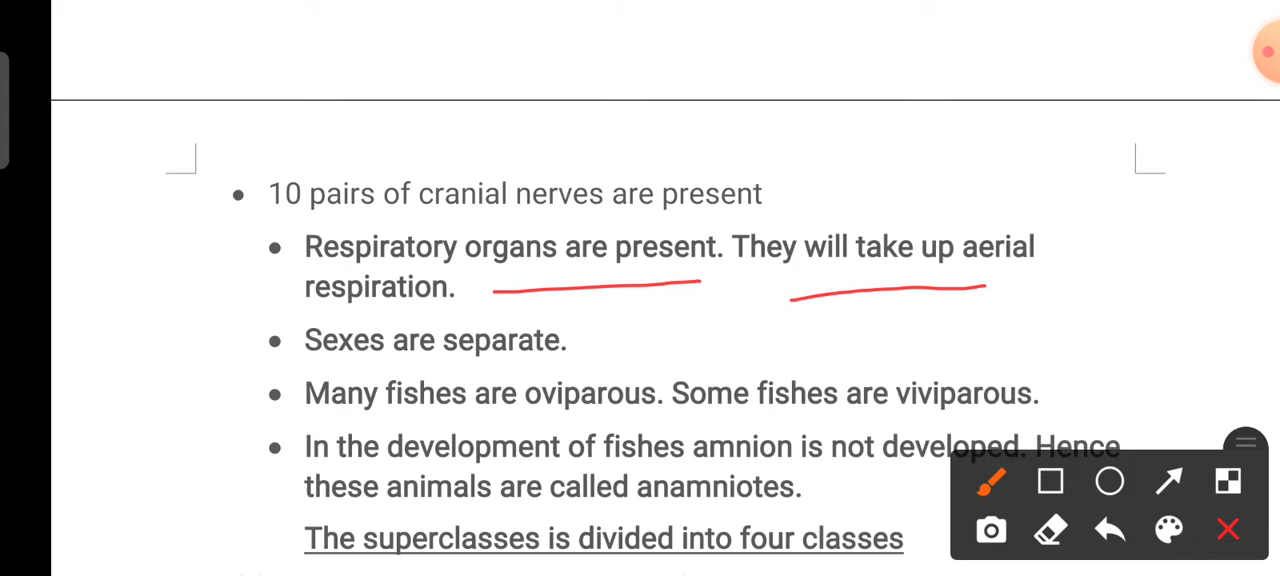 10 pairs of cranial nerves are present
Respiratory organs are present. They will take up aerial
respiration.
Sexes are separate.
Many fishes are oviparous. Some fishes are viviparous.
In the development of fishes amnion is not developed. Hence
these animals are called anamniotes.
The superclasses is divided into four classes